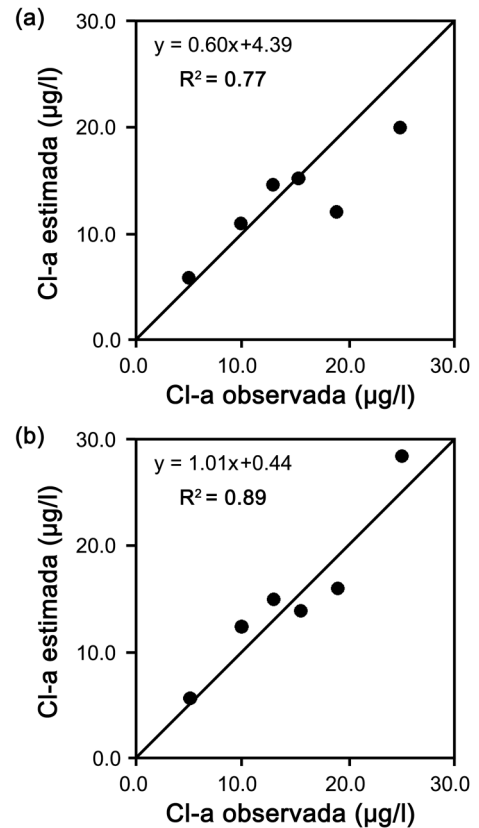 (a)
30.0
y = 0.60x+4.39
R² = 0.77
20.0
Cl-a estimada (µg/l)
10.0
0.0
0.0 10.0 20.0 30.0
Cl-a observada (µg/l)
(b)
30.0
y = 1.01x+0.44
R² = 0.89
20.0
Cl-a estimada (µg/l)
10.0
0.0
0.0 10.0 20.0 30.0
Cl-a observada (µg/l)